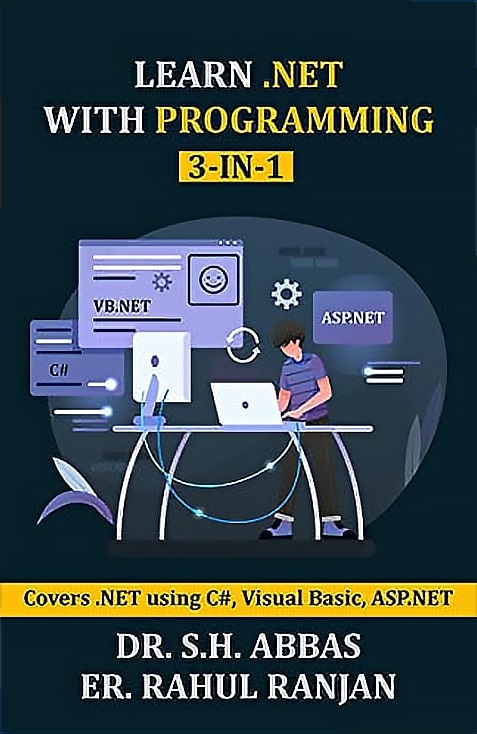 LEARN .NET
WITH PROGRAMMING
3-IN-1
VB.NET
ASP.NET
C#
Covers .NET using C#, Visual Basic, ASP.NET
DR. S.H. ABBAS
ER. RAHUL RANJAN